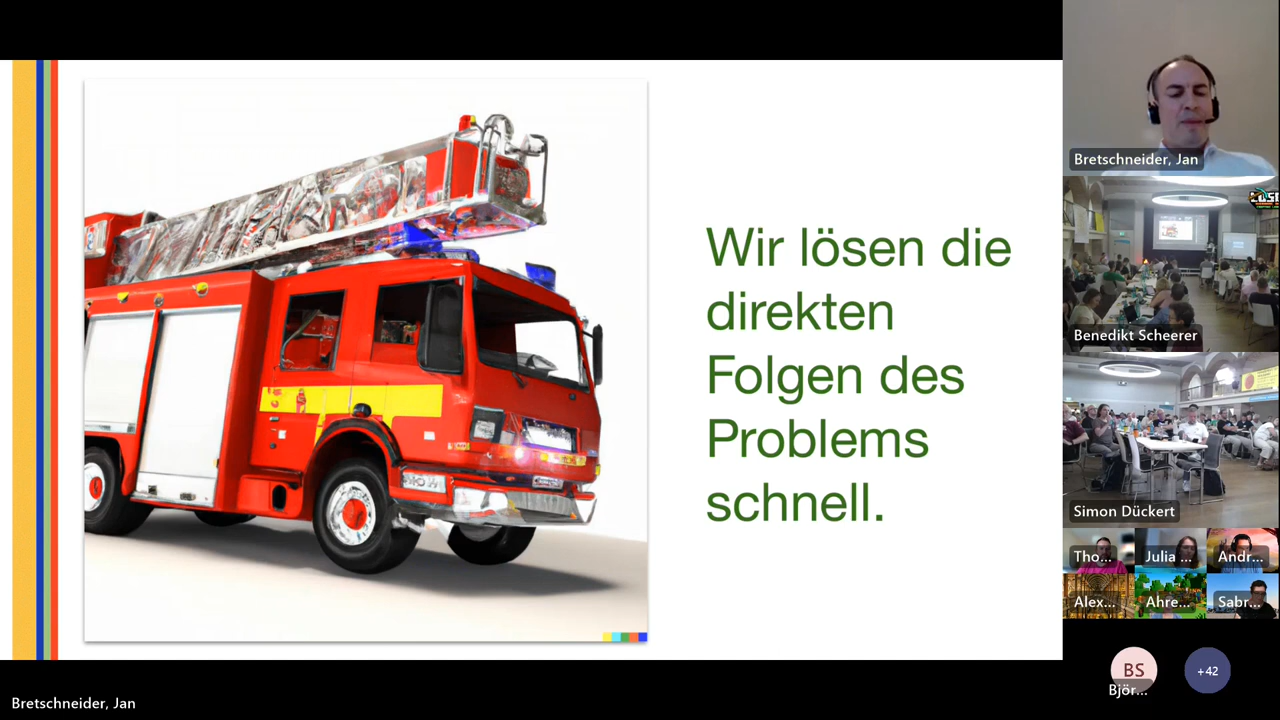 Wir lösen die
direkten
Folgen des
Problems
schnell.
Bretschneider, Jan
Benedikt Scheerer
Simon Dückert
Tho...
Julia ...
Andr...
Alex...
Ahre...
Sabr...
BS
Björ...
+42
Bretschneider, Jan